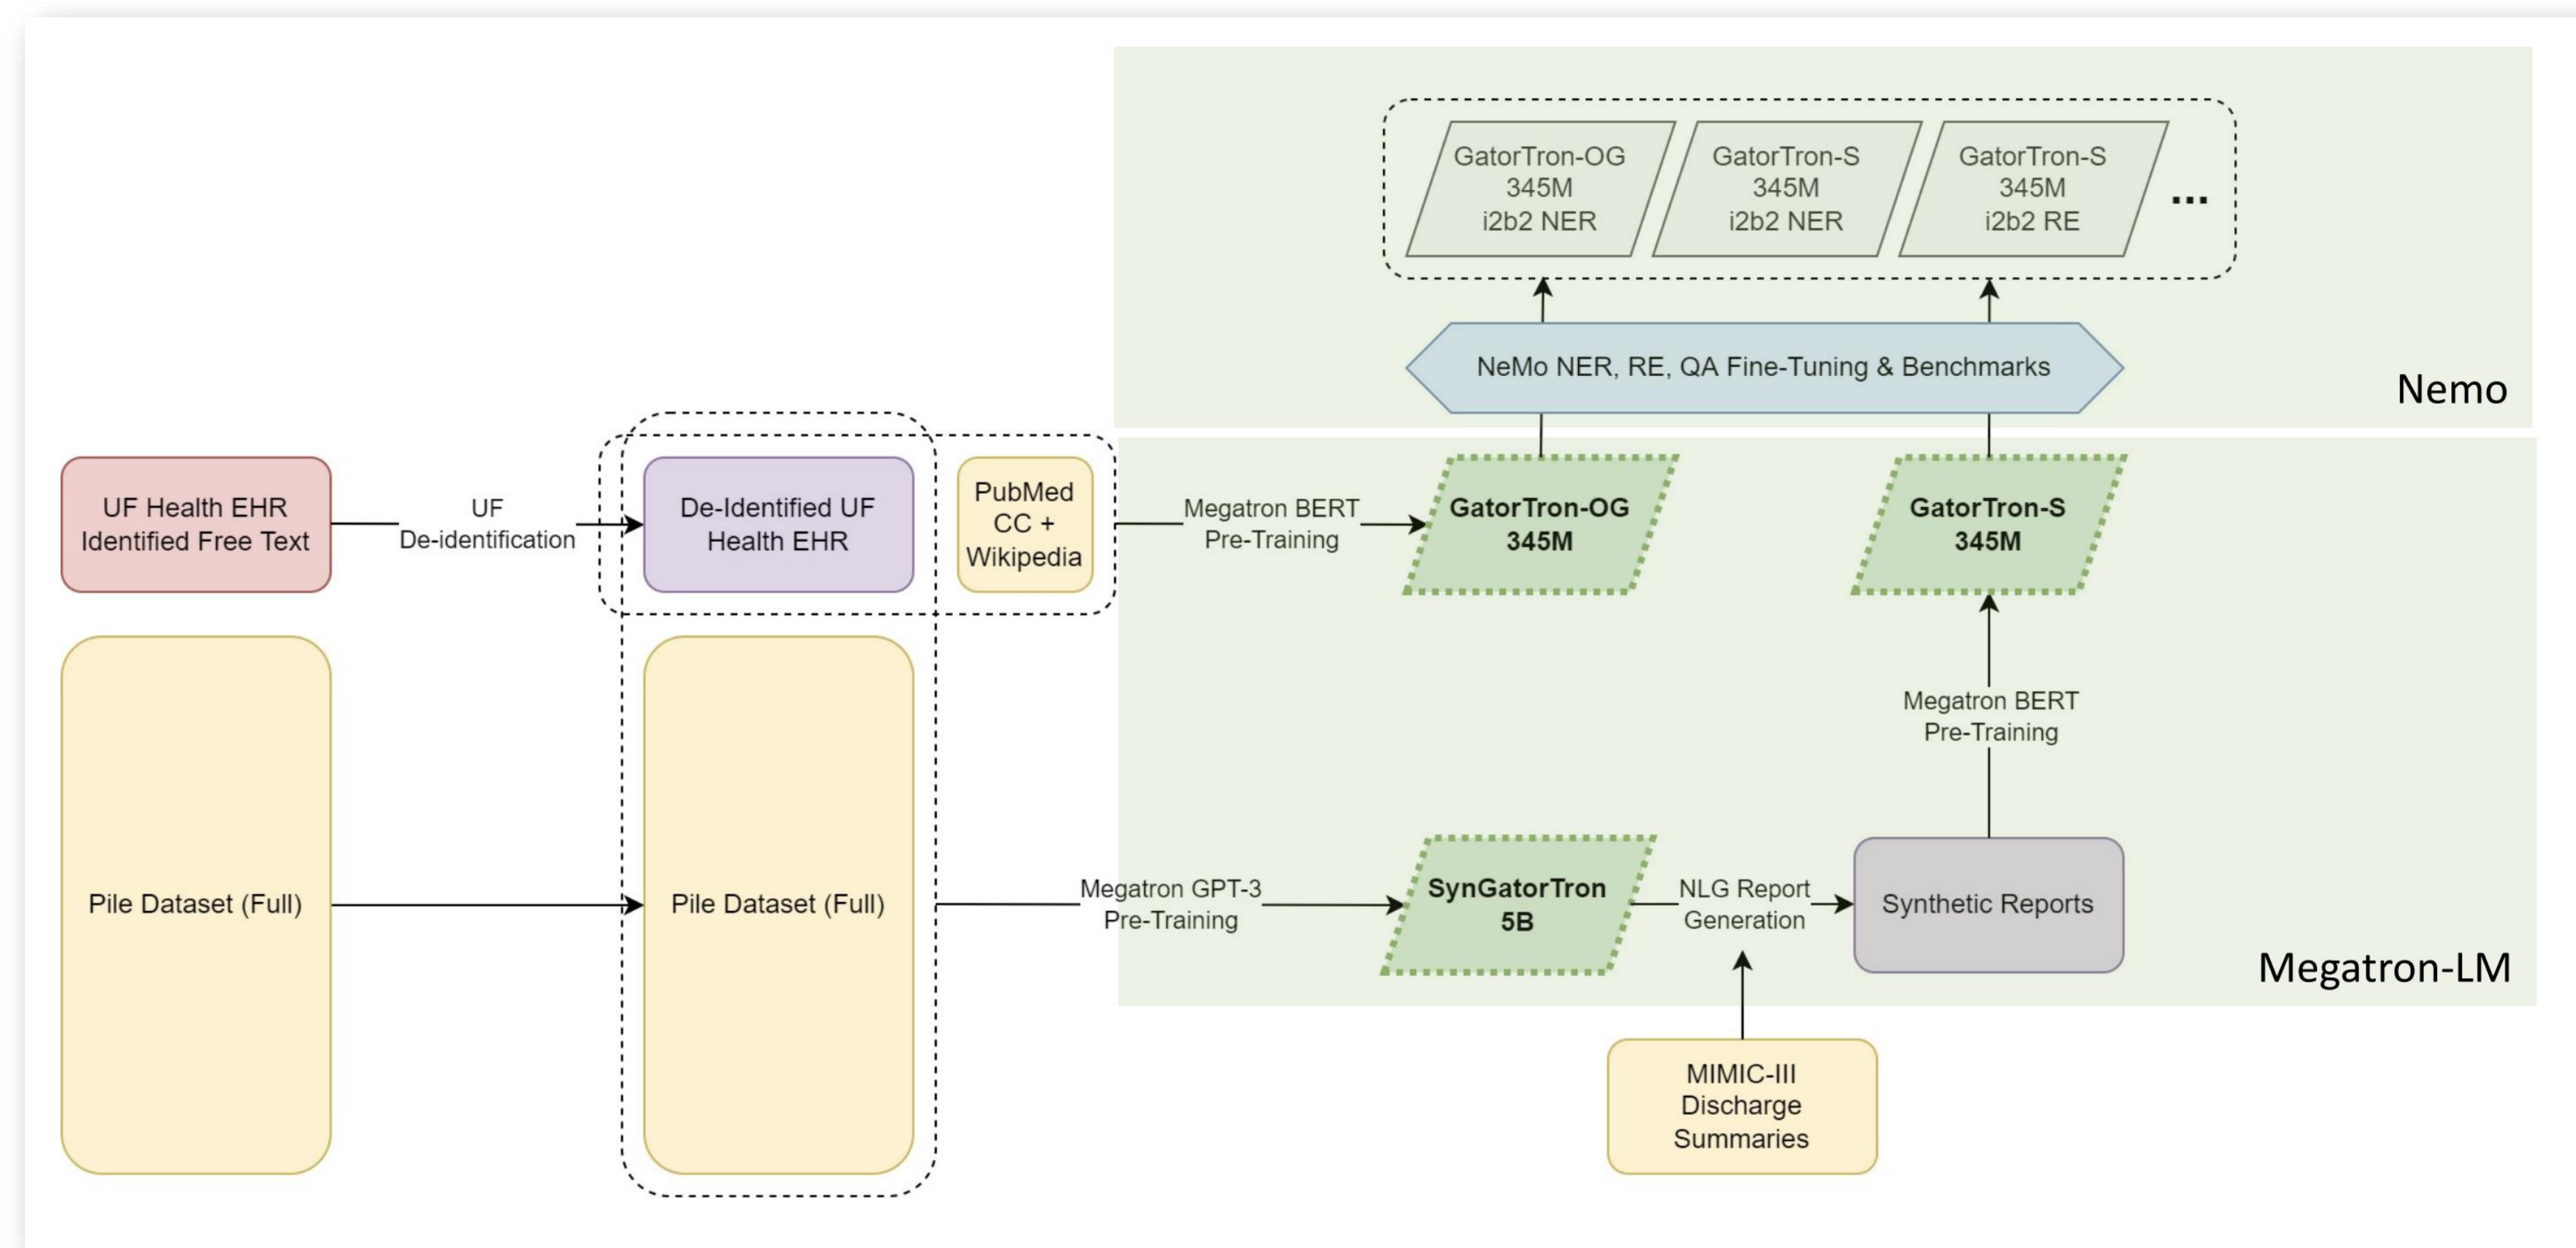 GatorTron-OG
345M
i2b2 NER
GatorTron-S
345M
i2b2 NER
GatorTron-S
345M
i2b2 RE
...
NeMo NER, RE, QA Fine-Tuning & Benchmarks
Nemo
UF Health EHR
Identified Free Text
UF
De-identification
De-Identified UF
Health EHR
PubMed
CC +
Wikipedia
Megatron BERT
Pre-Training
GatorTron-OG
345M
GatorTron-S
345M
Megatron BERT
Pre-Training
Pile Dataset (Full)
Pile Dataset (Full)
Megatron GPT-3
Pre-Training
SynGatorTron
5B
NLG Report
Generation
Synthetic Reports
Megatron-LM
MIMIC-III
Discharge
Summaries